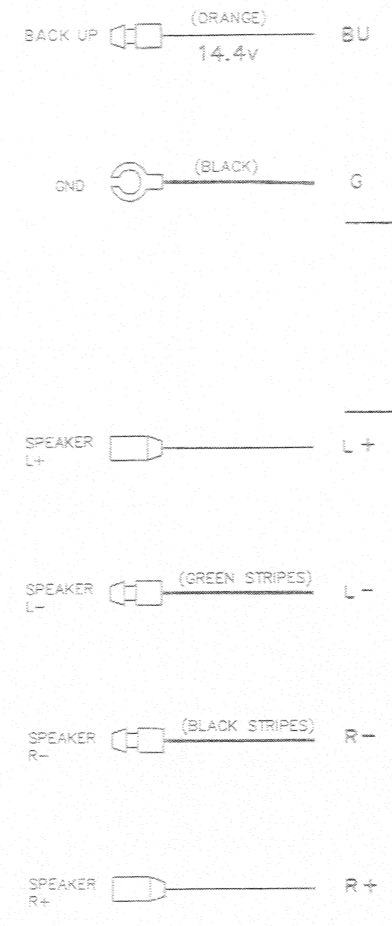 (ORANGE)
BACK UP
14.4v
BU
(BLACK)
GND
G
SPEAKER
L+
L+
(GREEN STRIPES)
SPEAKER
L-
L-
(BLACK STRIPES)
SPEAKER
R-
R-
SPEAKER
R+
R+